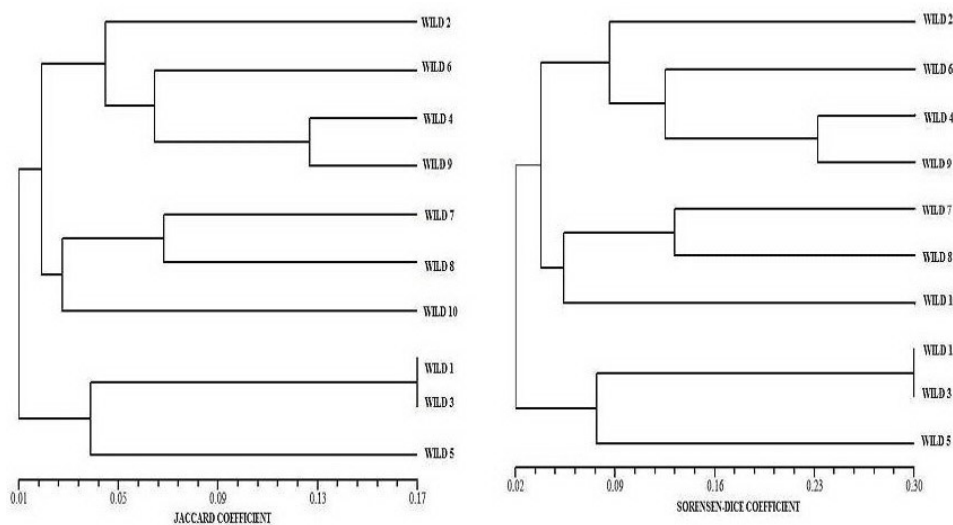 WILD 2
WILD 6
WILD 4
WILD 9
WILD 7
WILD 8
WILD 10
WILD 1
WILD 3
WILD 5
0.01 0.05 0.09 0.13 0.17
JACCARD COEFFICIENT
WILD 2
WILD 6
WILD 4
WILD 9
WILD 7
WILD 8
WILD 1
WILD 1
WILD 3
WILD 5
0.02 0.09 0.16 0.23 0.30
SORENSEN-DICE COEFFICIENT